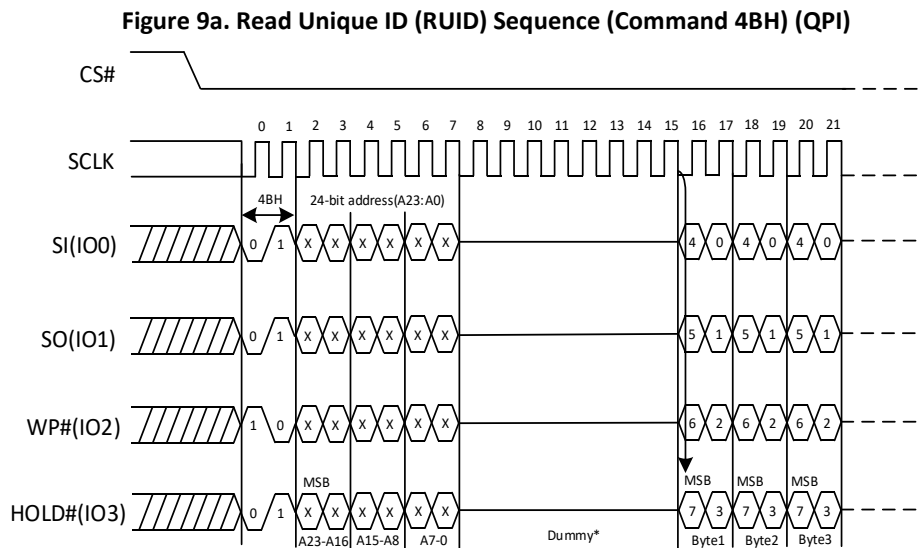 Figure 9a. Read Unique ID (RUID) Sequence (Command 4BH) (QPI)
CS#
0 1 2 3 4 5 6 7 8 9 10 11 12 13 14 15 16 17 18 19 20 21
SCLK
4BH 24-bit address(A23:A0)
SI(IO0) 0 1 X X X X X X 4 0 4 0 4 0
SO(IO1) 0 1 X X X X X X 5 1 5 1 5 1
WP#(IO2) 1 0 X X X X X X 6 2 6 2 6 2
MSB MSB MSB MSB
HOLD#(IO3) 0 1 X X X X X X 7 3 7 3 7 3
A23-A16 A15-A8 A7-0 Dummy* Byte1 Byte2 Byte3